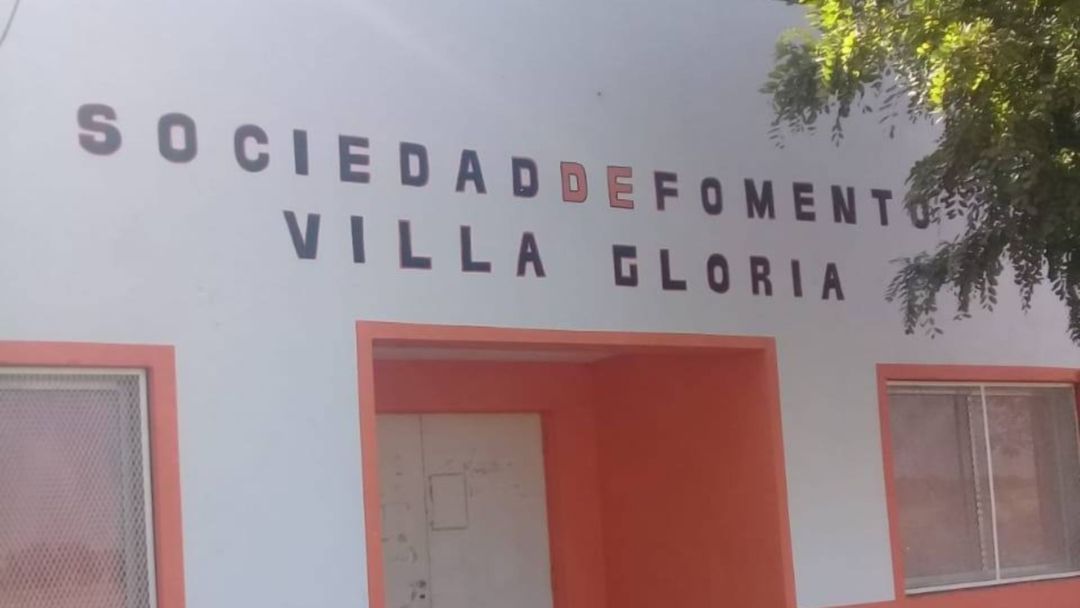 SOCIEDAD DE FOMENTO
VILLA GLORIA